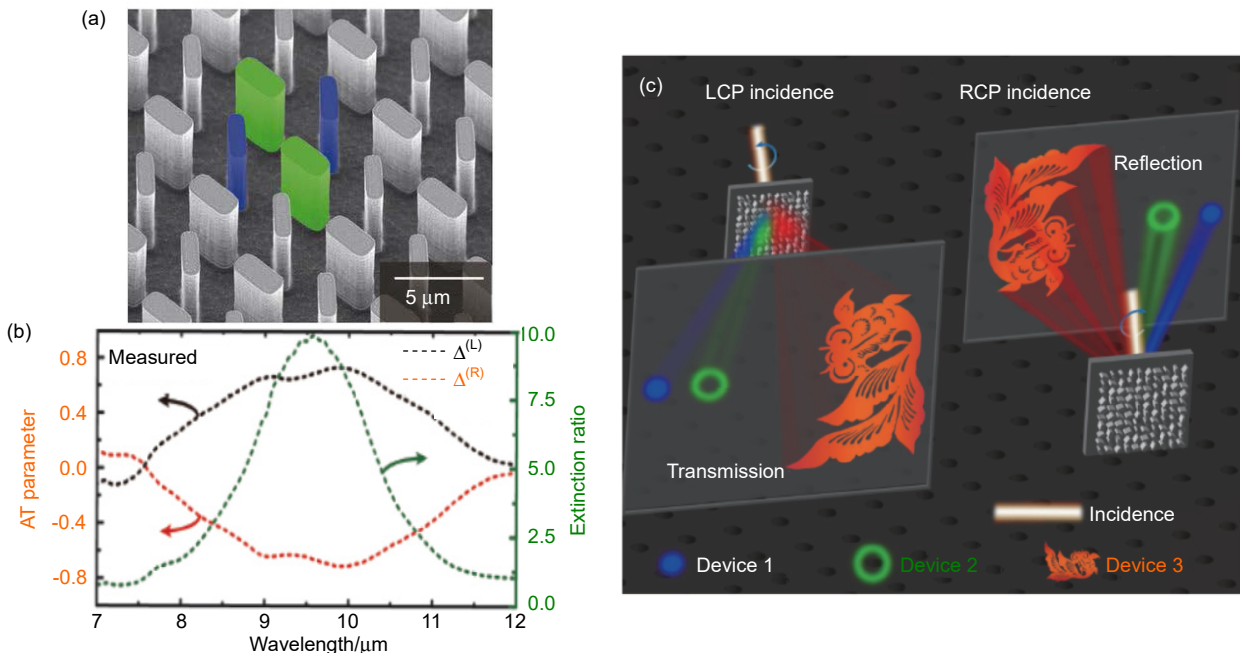 (a)
5 μm
(b)
Measured
Δ(L)
Δ(R)
AT parameter
0.8
0.4
0.0
-0.4
-0.8
10.0
7.5
5.0
2.5
0.0
Extinction ratio
7 8 9 10 11 12
Wavelength/μm
(c)
LCP incidence
RCP incidence
Reflection
Transmission
Incidence
Device 1
Device 2
Device 3